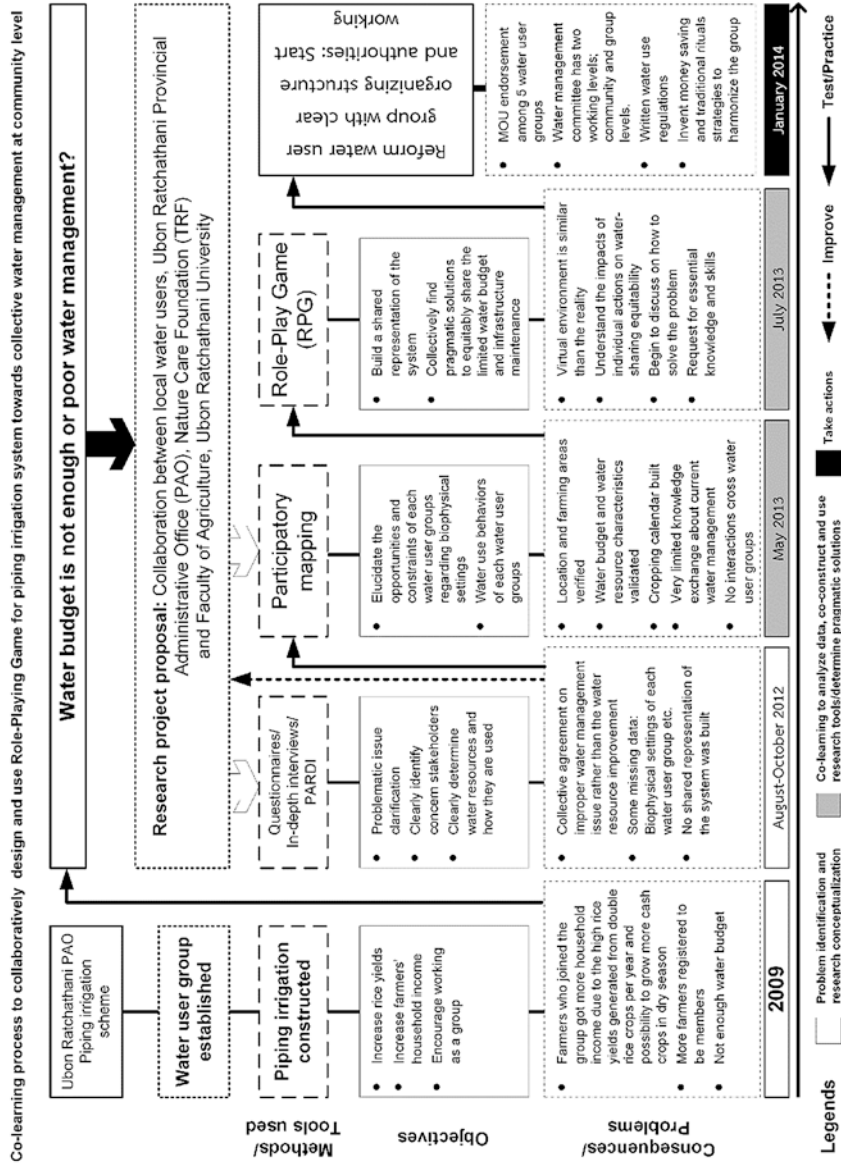 Co-learning process to collaboratively design and use Role-Playing Game for piping irrigation system towards collective water management at community level
Ubon Ratchathani PAO
Piping irrigation
scheme
Water user group
established
Water budget is not enough or poor water management?
Research project proposal: Collaboration between local water users, Ubon Ratchathani Provincial
Administrative Office (PAO), Nature Care Foundation (TRF)
and Faculty of Agriculture, Ubon Ratchathani University
Methods/
Tools used
Piping irrigation
constructed
Questionnaires/
In-depth interviews/
PARDI
Participatory
mapping
Role-Play Game
(RPG)
Reform water user
group with clear
organizing structure
and authorities: Start
working
Objectives
• Increase rice yields
• Increase farmers'
household income
• Encourage working
as a group
• Problematic issue
clarification
• Clearly identify
concern stakeholders
• Clearly determine
water resources and
how they are used
• Elucidate the
opportunities and
constraints of each
water user groups
regarding biophysical
settings
• Water use behaviors
of each water user
groups
• Build a shared
representation of the
system
• Collectively find
pragmatic solutions
to equitably share the
limited water budget
and infrastructure
maintenance
Consequences/
Problems
• Farmers who joined the
group got more household
income due to the high rice
yields generated from double
rice crops per year and
possibility to grow more cash
crops in dry season
• More farmers registered to
be members
• Not enough water budget
• Collective agreement on
improper water management
issue rather than the water
resource improvement
• Some missing data:
Biophysical settings of each
water user group etc.
• No shared representation of
the system was built
• Location and farming areas
verified
• Water budget and water
resource characteristics
validated
• Cropping calendar built
• Very limited knowledge
exchange about current
water management
• No interactions cross water
user groups
• Virtual environment is similar
than the reality
• Understand the impacts of
individual actions on water-
sharing equitability
• Begin to discuss on how to
solve the problem
• Request for essential
knowledge and skills
• MOU endorsement
among 5 water user
groups
• Water management
committee has two
working levels;
community and group
levels.
• Written water use
regulations
• Invent money saving
and traditional rituals
strategies to
harmonize the group
2009
August-October 2012
May 2013
July 2013
January 2014
Legends
Problem identification and
research conceptualization
Co-learning to analyze data, co-construct and use
research tools/determine pragmatic solutions
Take actions
Improve
Test/Practice